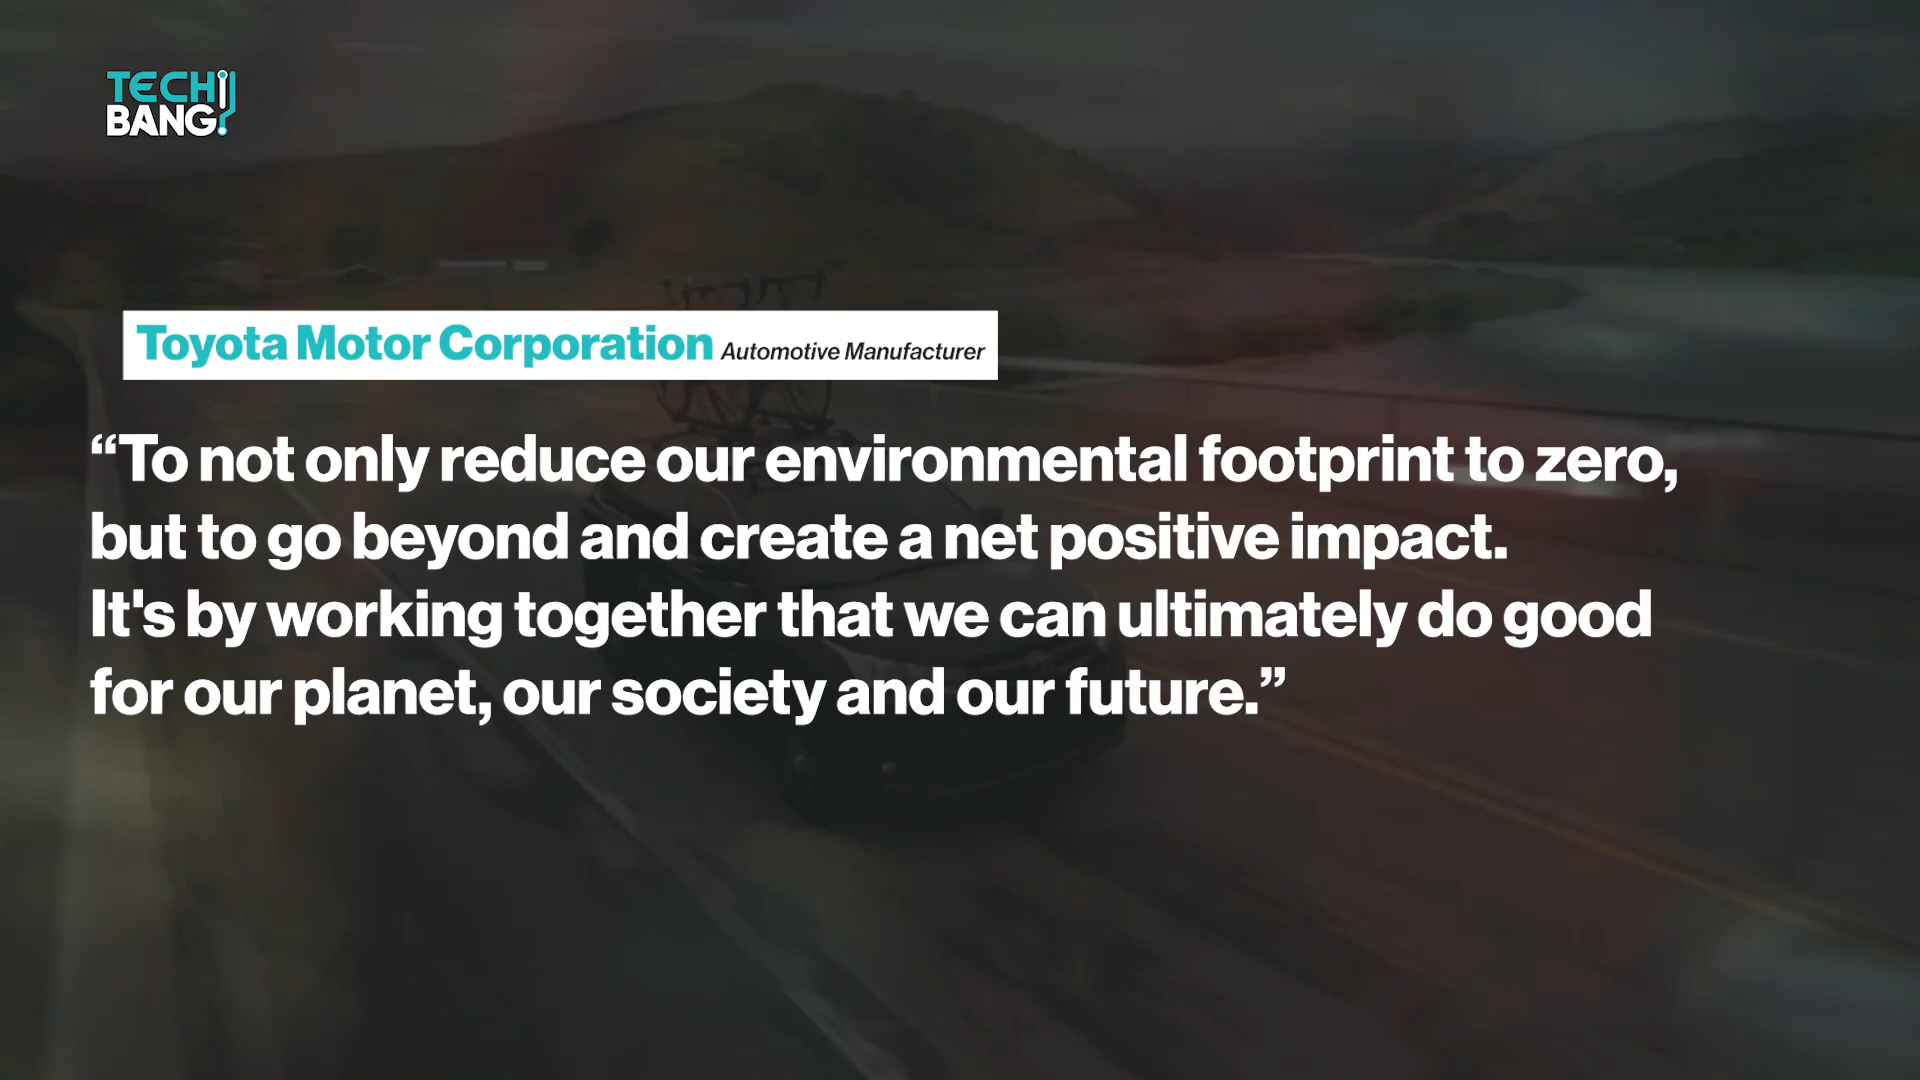 TECH
BANG!
Toyota Motor Corporation Automotive Manufacturer
“To not only reduce our environmental footprint to zero,
but to go beyond and create a net positive impact.
It's by working together that we can ultimately do good
for our planet, our society and our future.”